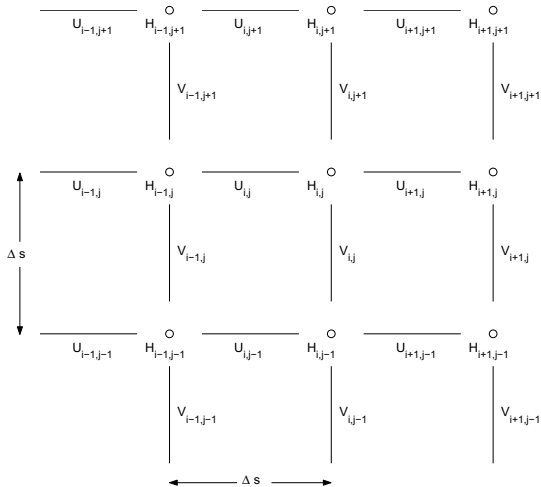 U_{i-1,j+1} H_{i-1,j+1} U_{i,j+1} H_{i,j+1} U_{i+1,j+1} H_{i+1,j+1}
V_{i-1,j+1} V_{i,j+1} V_{i+1,j+1}
U_{i-1,j} H_{i-1,j} U_{i,j} H_{i,j} U_{i+1,j} H_{i+1,j}
Δ s V_{i-1,j} V_{i,j} V_{i+1,j}
U_{i-1,j-1} H_{i-1,j-1} U_{i,j-1} H_{i,j-1} U_{i+1,j-1} H_{i+1,j-1}
V_{i-1,j-1} V_{i,j-1} V_{i+1,j-1}
Δ s